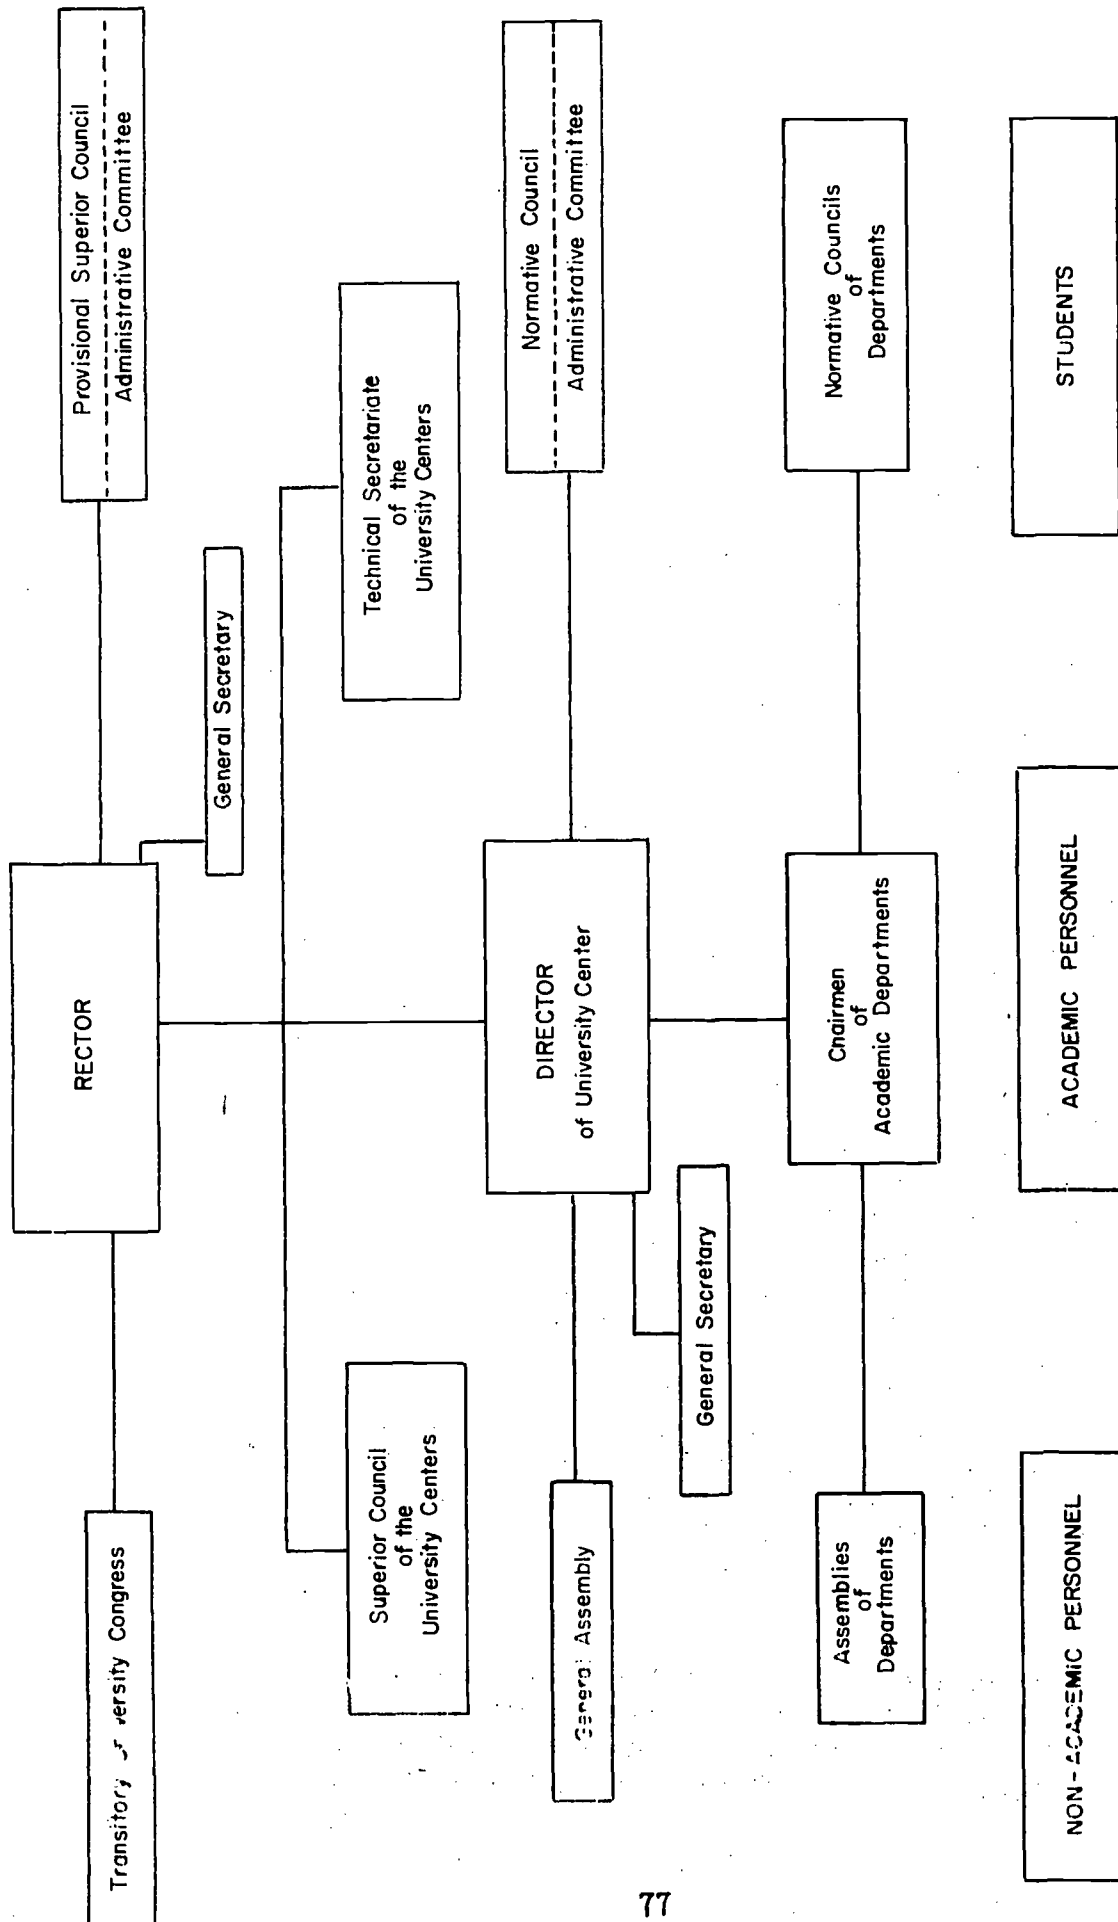 Transitory Congress
RECTOR
Provisional Superior Council
Administrative Committee
General Secretary
Superior Council
of the
University Centers
Technical Secretariate
of the
University Centers
General Assembly
DIRECTOR
of University Center
Normative Council
Administrative Committee
General Secretary
Assemblies
of
Departments
Chairmen
of
Academic Departments
Normative Councils
of
Departments
NON-ACADEMIC PERSONNEL
ACADEMIC PERSONNEL
STUDENTS
77